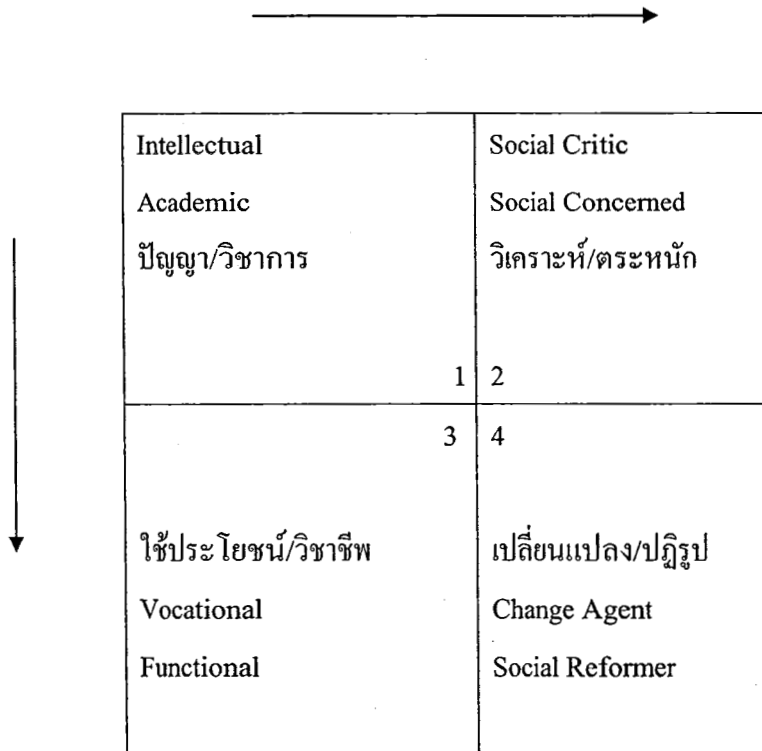 Intellectual
Academic
ปัญญา/วิชาการ
1
Social Critic
Social Concerned
วิเคราะห์/ตระหนัก
2
3
ใช้ประโยชน์/วิชาชีพ
Vocational
Functional
4
เปลี่ยนแปลง/ปฏิรูป
Change Agent
Social Reformer